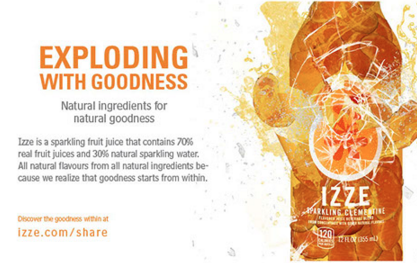 EXPLODING
WITH GOODNESS
Natural ingredients for
natural goodness
Izze is a sparkling fruit juice that contains 70%
real fruit juices and 30% natural sparkling water.
All natural flavours from all natural ingredients be-
cause we realize that goodness starts from within.
Discover the goodness within at
izze.com/share
IZZE
SPARKLING CLEMENTINE
120
12 FL OZ (355 mL)